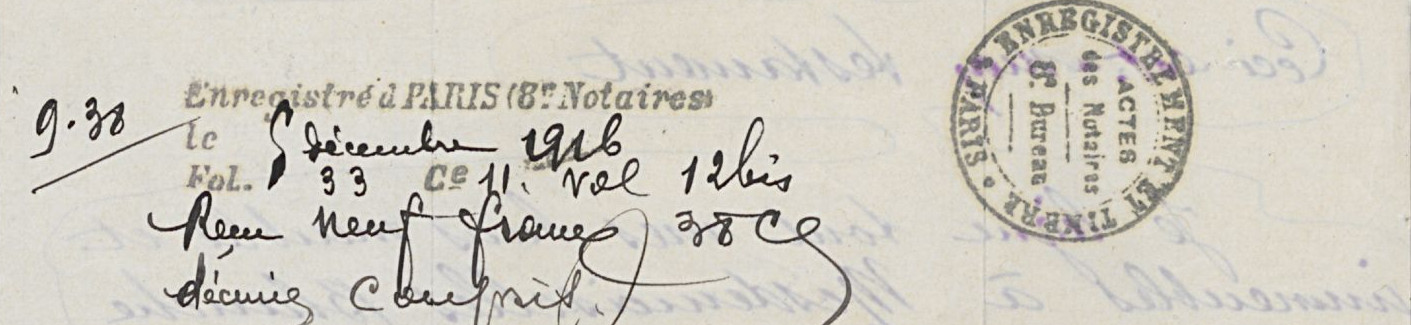 9.38
Enregistré à PARIS (8e Notaires)
le 5 décembre 1916
Fol. 33 Ce 11. vol 12bis
Reçu neuf francs 38 Cs
décimes compris.
ENREGISTREMENT ET TIMBRE • PARIS •
ACTES
des Notaires
8e. Bureau